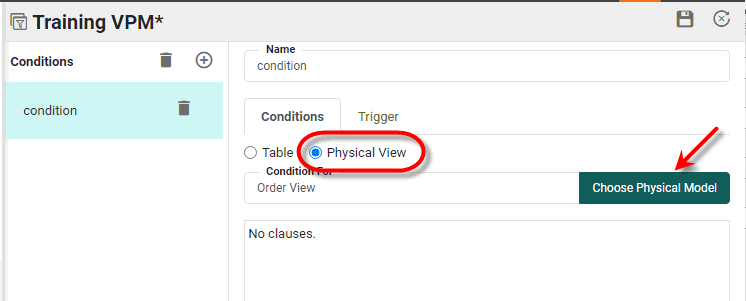 Training VPM*
Conditions
condition
Name
condition
Conditions Trigger
Table Physical View
Condition For
Order View Choose Physical Model
No clauses.